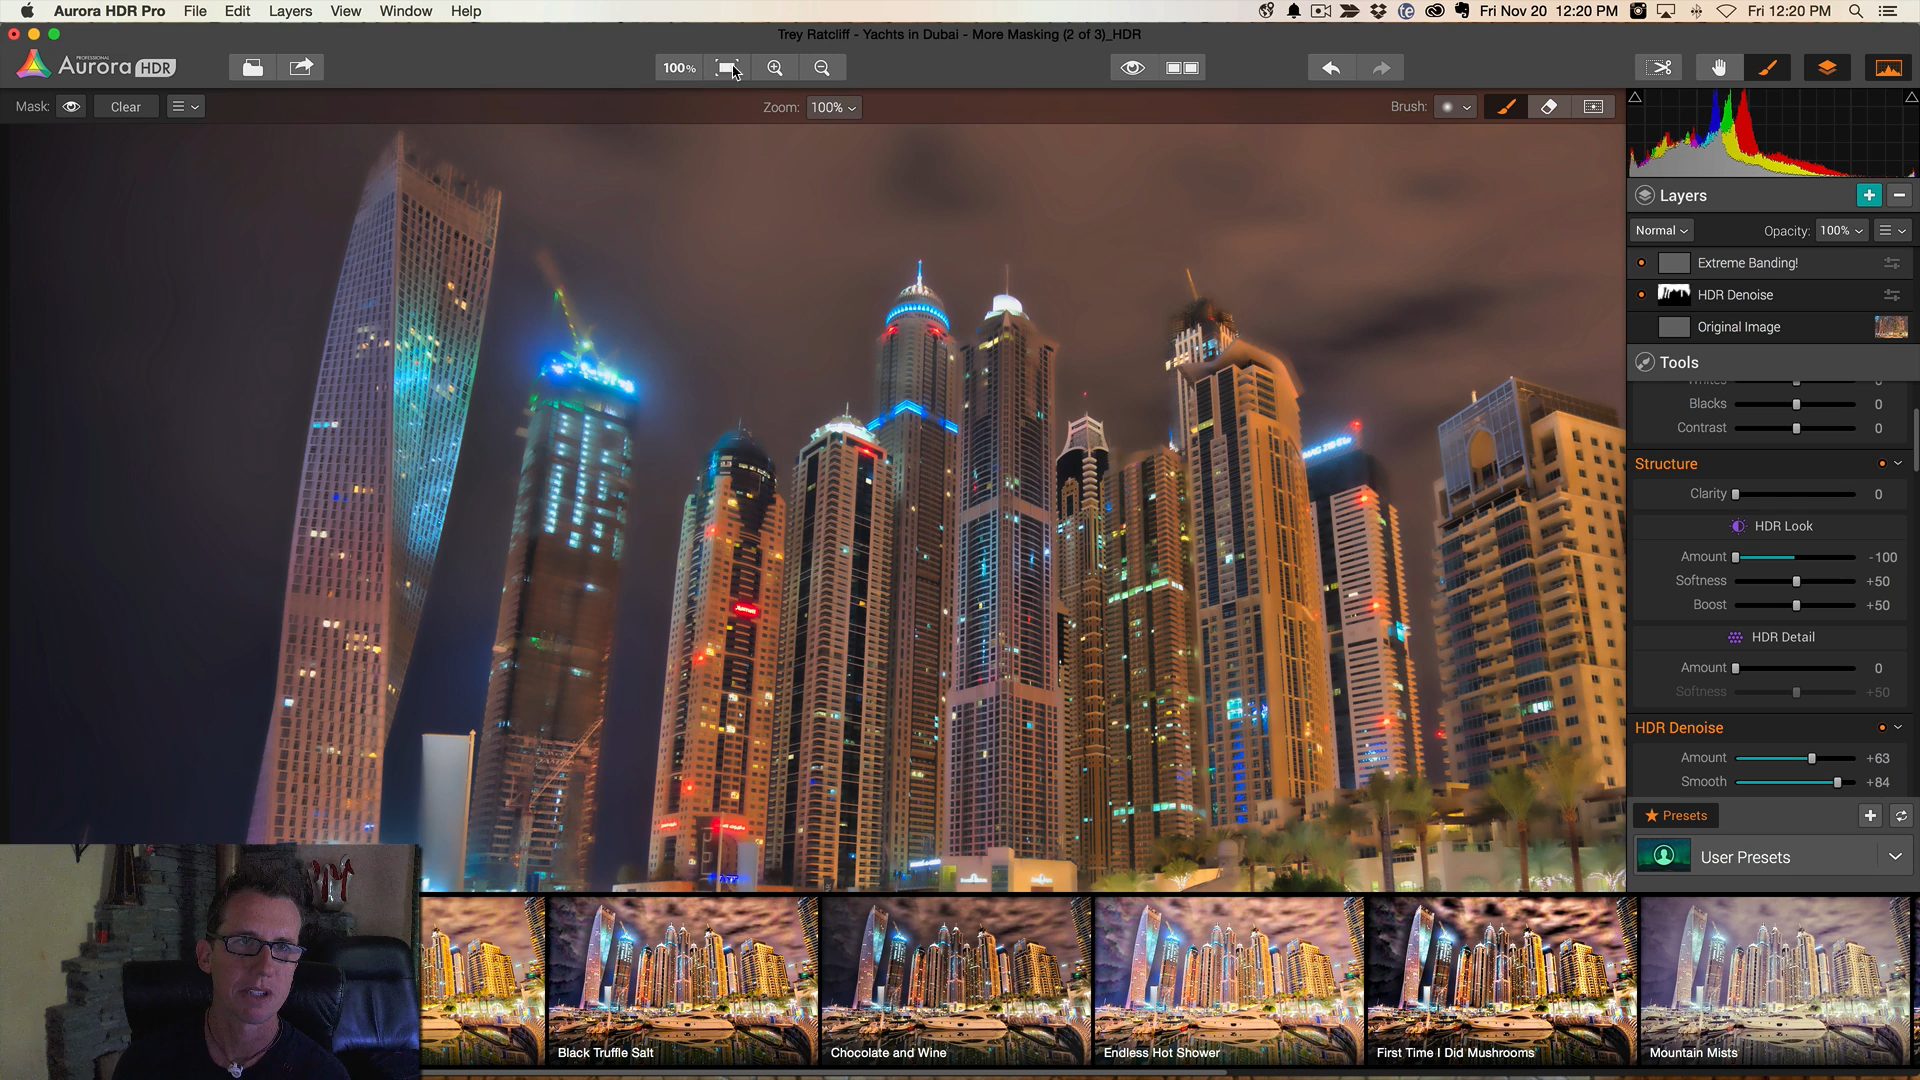 Aurora HDR Pro File Edit Layers View Window Help Fri Nov 20 12:20 PM Fri 12:20 PM
Trey Ratcliff - Yachts in Dubai - More Masking (2 of 3)_HDR
PROFESSIONAL
Aurora HDR
100%
Mask: Clear Zoom: 100% Brush:
Layers
Normal Opacity: 100%
Extreme Banding!
HDR Denoise
Original Image
Tools
Whites 0
Blacks 0
Contrast 0
Structure
Clarity 0
HDR Look
Amount -100
Softness +50
Boost +50
HDR Detail
Amount 0
Softness +50
HDR Denoise
Amount +63
Smooth +84
Presets
User Presets
Black Truffle Salt
Chocolate and Wine
Endless Hot Shower
First Time I Did Mushrooms
Mountain Mists